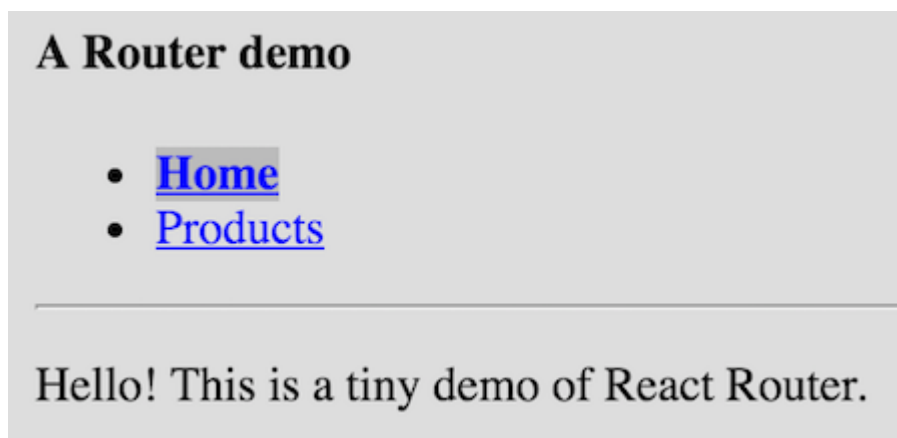 A Router demo
Home
Products
Hello! This is a tiny demo of React Router.